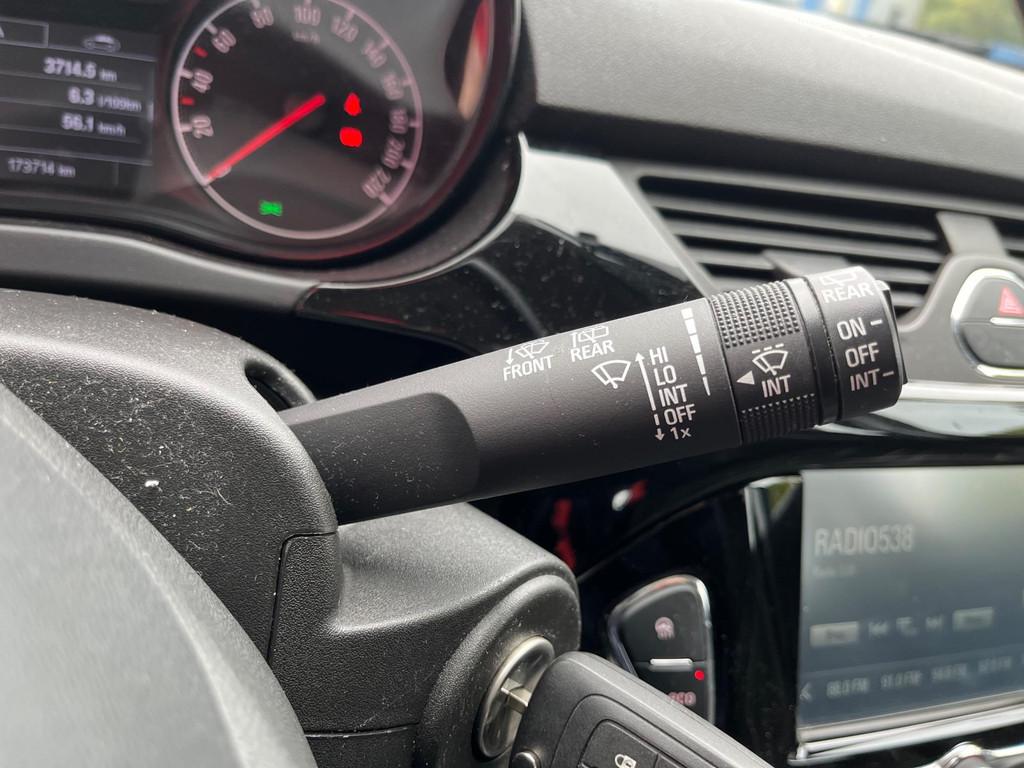 3714.5 km
6.3 l/100km
56.1 km/h
173714 km
20
40
60
80
100
120
140
160
180
200
220
FRONT
REAR
HI
LO
INT
OFF
1x
INT
REAR
ON
OFF
INT
RADIO538
ECO